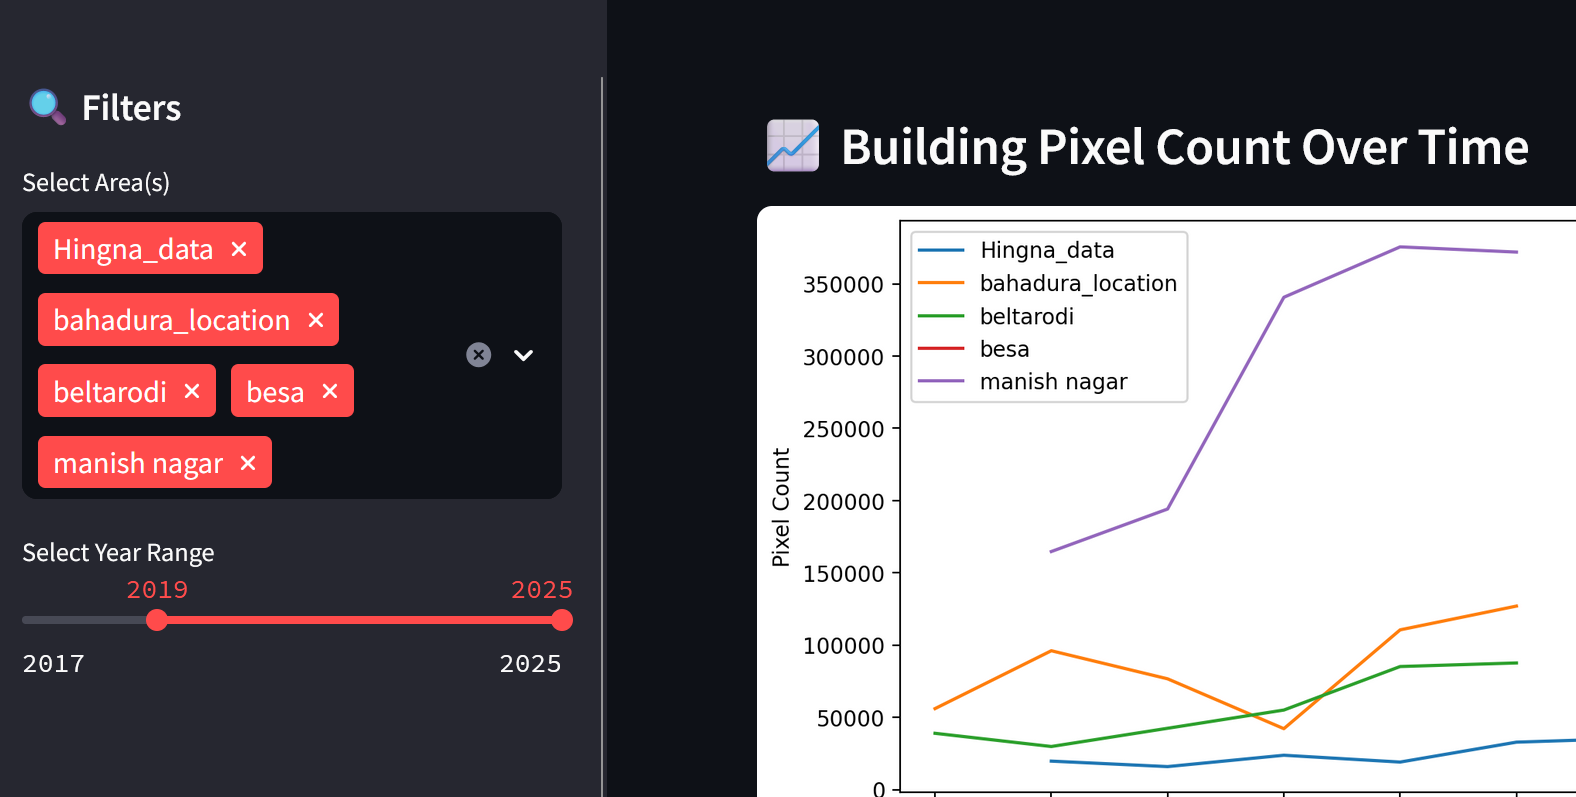 Filters
Select Area(s)
Hingna_data ×
bahadura_location ×
beltarodi × besa ×
manish nagar ×
Select Year Range
2019 2025
2017 2025
Building Pixel Count Over Time
Hingna_data
bahadura_location
beltarodi
besa
manish nagar
Pixel Count
350000
300000
250000
200000
150000
100000
50000
0